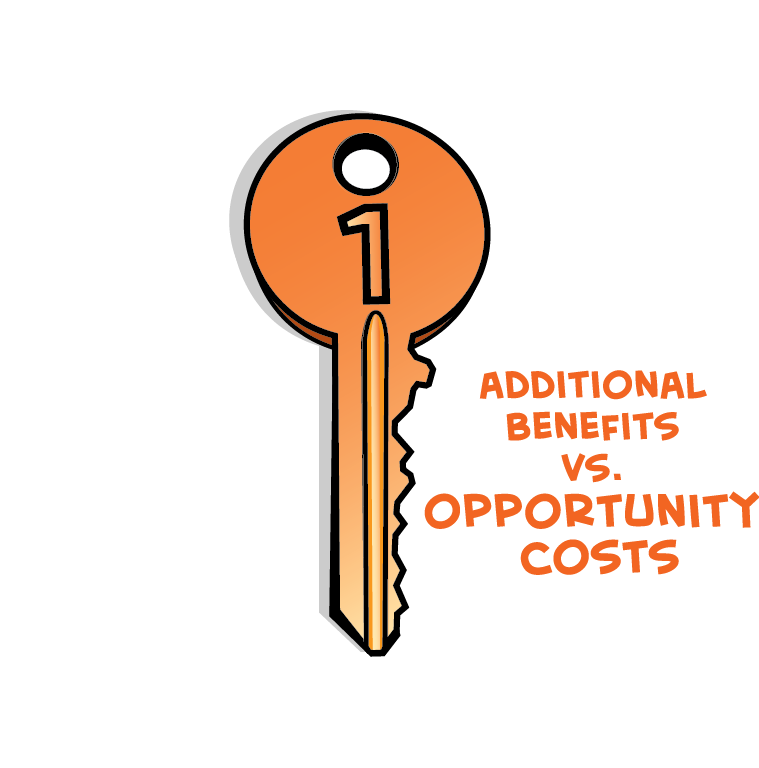 1
ADDITIONAL
BENEFITS
VS.
OPPORTUNITY
COSTS